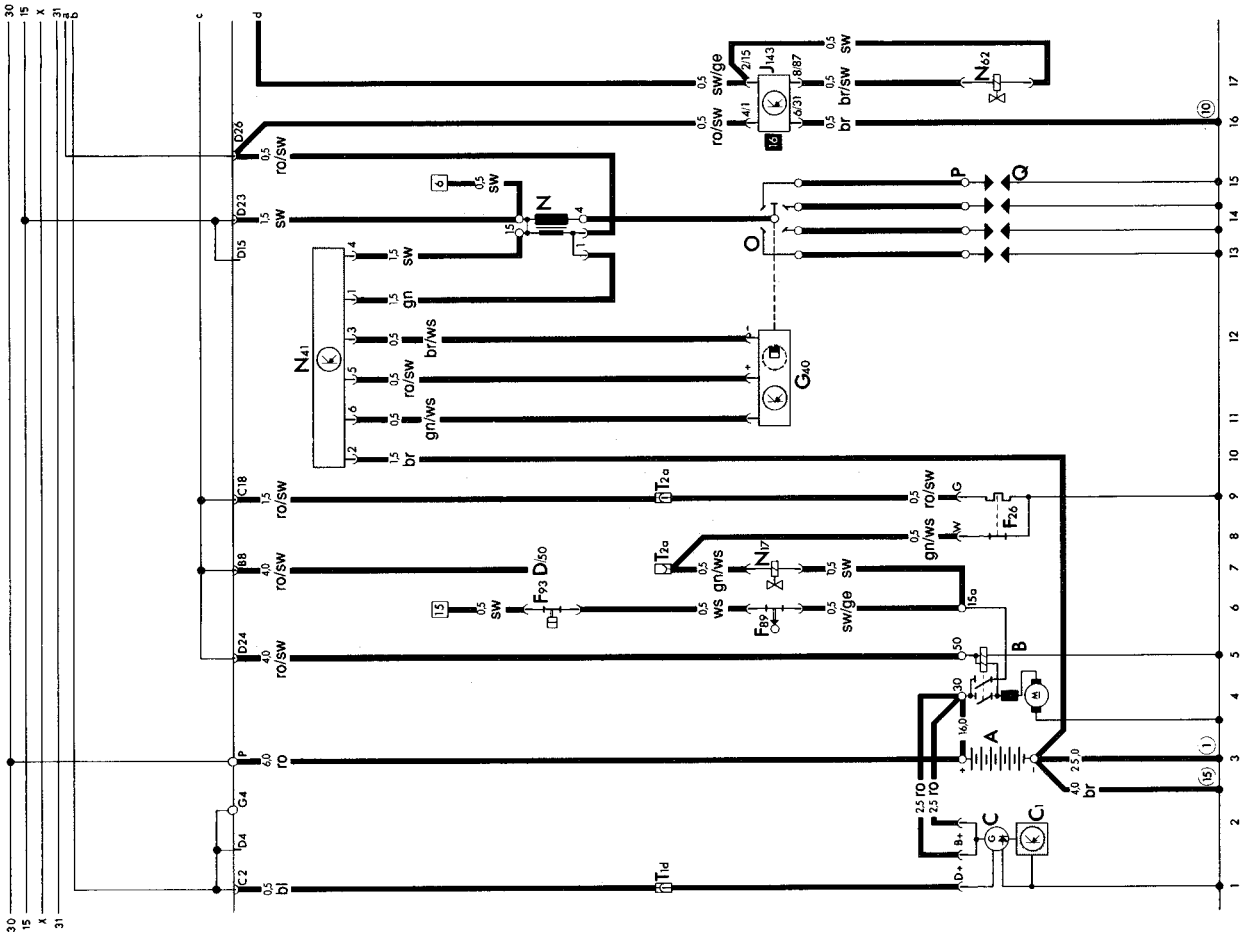 30
15
X
31
a
b
c
d
30
15
X
31
C2
D4
G4
P
D24
B8
C18
D15
D23
D26
0,5
bl
6,0
ro
4,0
ro/sw
4,0
ro/sw
1,5
ro/sw
1,5
sw
0,5
ro/sw
N41
2
6
5
3
1
4
1,5
br
0,5
gn/ws
0,5
ro/sw
0,5
br/ws
1,5
gn
1,5
sw
6
0,5
sw
15
N
4
1
15
0,5
sw
F93
D/50
T1d
T2a
T2a
0,5
ws
0,5
gn/ws
F89
N17
0,5
sw/ge
0,5
sw
15a
0,5
gn/ws
W
0,5
ro/sw
G
F26
+
-
G40
O
P
Q
0,5
ro/sw
4/1
0,5
sw/ge
2/15
J143
16
6/31
8/87
0,5
br
0,5
br/sw
0,5
sw
N62
D+
B+
2,5 ro
2,5 ro
C
G
C1
+
16,0
A
-
30
50
B
M
4,0
br
25,0
15
1
10
1
2
3
4
5
6
7
8
9
10
11
12
13
14
15
16
17